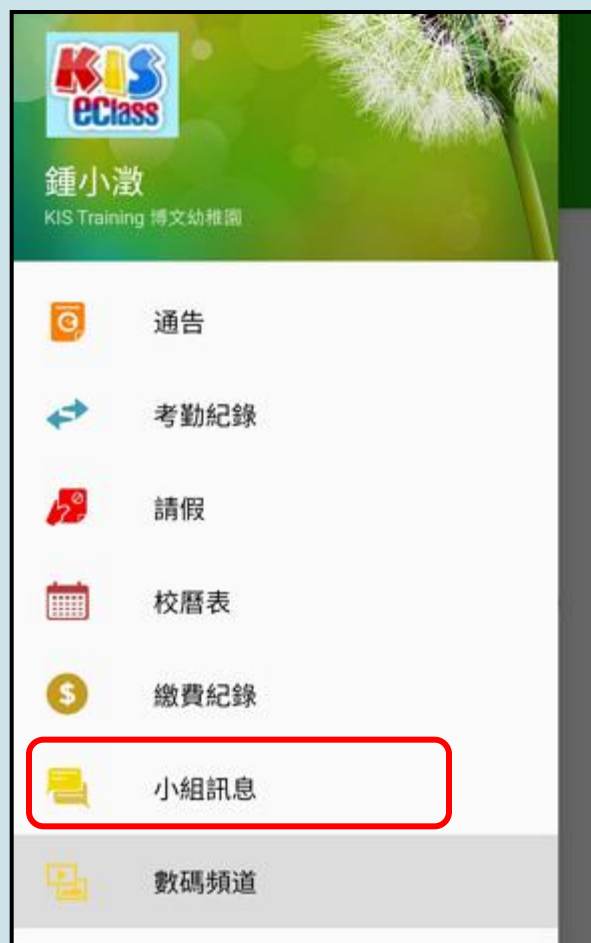 KIS
eClass
鍾小澂
KIS Training 博文幼稚園
通告
考勤紀錄
請假
校曆表
繳費紀錄
小組訊息
數碼頻道